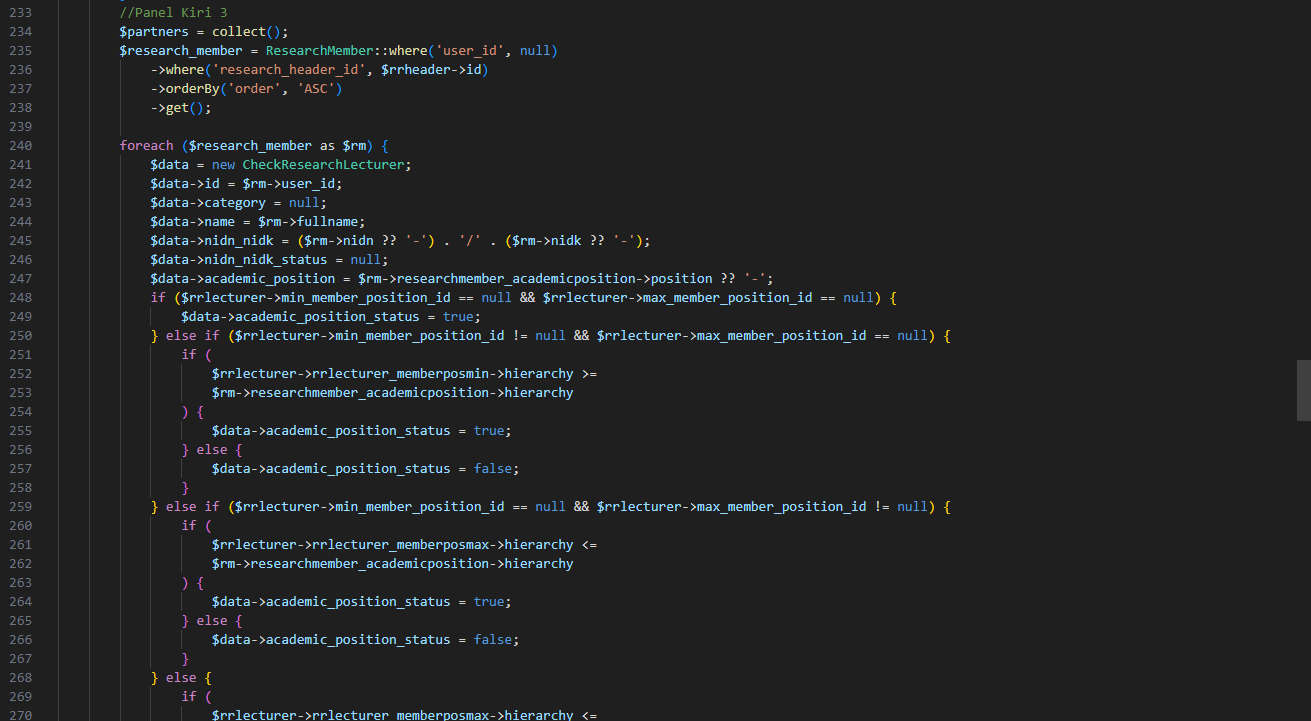 233 //Panel Kiri 3
234 $partners = collect();
235 $research_member = ResearchMember::where('user_id', null)
236 ->where('research_header_id', $rrheader->id)
237 ->orderBy('order', 'ASC')
238 ->get();
239
240 foreach ($research_member as $rm) {
241 $data = new CheckResearchLecturer;
242 $data->id = $rm->user_id;
243 $data->category = null;
244 $data->name = $rm->fullname;
245 $data->nidn_nidk = ($rm->nidn ?? '-') . '/' . ($rm->nidk ?? '-');
246 $data->nidn_nidk_status = null;
247 $data->academic_position = $rm->researchmember_academicposition->position ?? '-';
248 if ($rrlecturer->min_member_position_id == null && $rrlecturer->max_member_position_id == null) {
249 $data->academic_position_status = true;
250 } else if ($rrlecturer->min_member_position_id != null && $rrlecturer->max_member_position_id == null) {
251 if (
252 $rrlecturer->rrlecturer_memberposmin->hierarchy >=
253 $rm->researchmember_academicposition->hierarchy
254 ) {
255 $data->academic_position_status = true;
256 } else {
257 $data->academic_position_status = false;
258 }
259 } else if ($rrlecturer->min_member_position_id == null && $rrlecturer->max_member_position_id != null) {
260 if (
261 $rrlecturer->rrlecturer_memberposmax->hierarchy <=
262 $rm->researchmember_academicposition->hierarchy
263 ) {
264 $data->academic_position_status = true;
265 } else {
266 $data->academic_position_status = false;
267 }
268 } else {
269 if (
270 $rrlecturer->rrlecturer_memberposmax->hierarchy <=